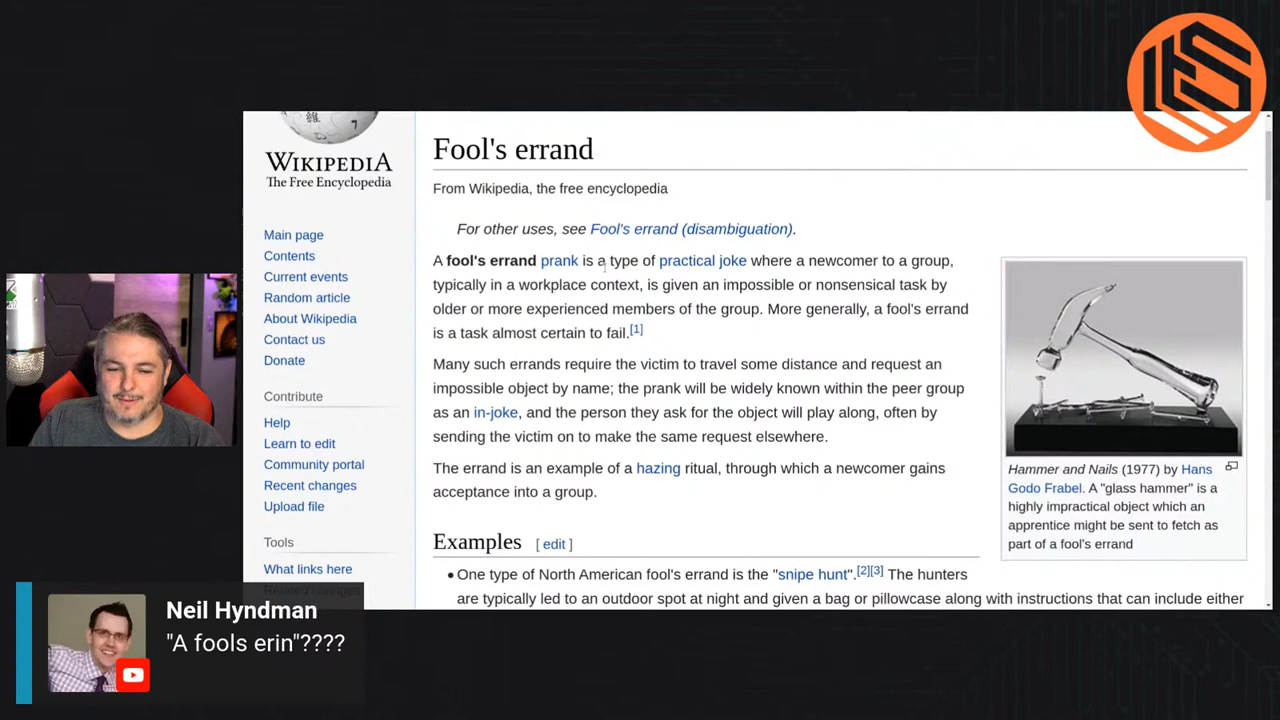 WIKIPEDIA
The Free Encyclopedia
Main page
Contents
Current events
Random article
About Wikipedia
Contact us
Donate
Contribute
Help
Learn to edit
Community portal
Recent changes
Upload file
Tools
What links here
Related changes
Fool's errand
From Wikipedia, the free encyclopedia
For other uses, see Fool's errand (disambiguation).
A fool's errand prank is a type of practical joke where a newcomer to a group,
typically in a workplace context, is given an impossible or nonsensical task by
older or more experienced members of the group. More generally, a fool's errand
is a task almost certain to fail.[1]
Many such errands require the victim to travel some distance and request an
impossible object by name; the prank will be widely known within the peer group
as an in-joke, and the person they ask for the object will play along, often by
sending the victim on to make the same request elsewhere.
The errand is an example of a hazing ritual, through which a newcomer gains
acceptance into a group.
Hammer and Nails (1977) by Hans
Godo Frabel. A "glass hammer" is a
highly impractical object which an
apprentice might be sent to fetch as
part of a fool's errand
Examples [ edit ]
• One type of North American fool's errand is the "snipe hunt".[2][3] The hunters
are typically led to an outdoor spot at night and given a bag or pillowcase along with instructions that can include either
Neil Hyndman
"A fools erin"????